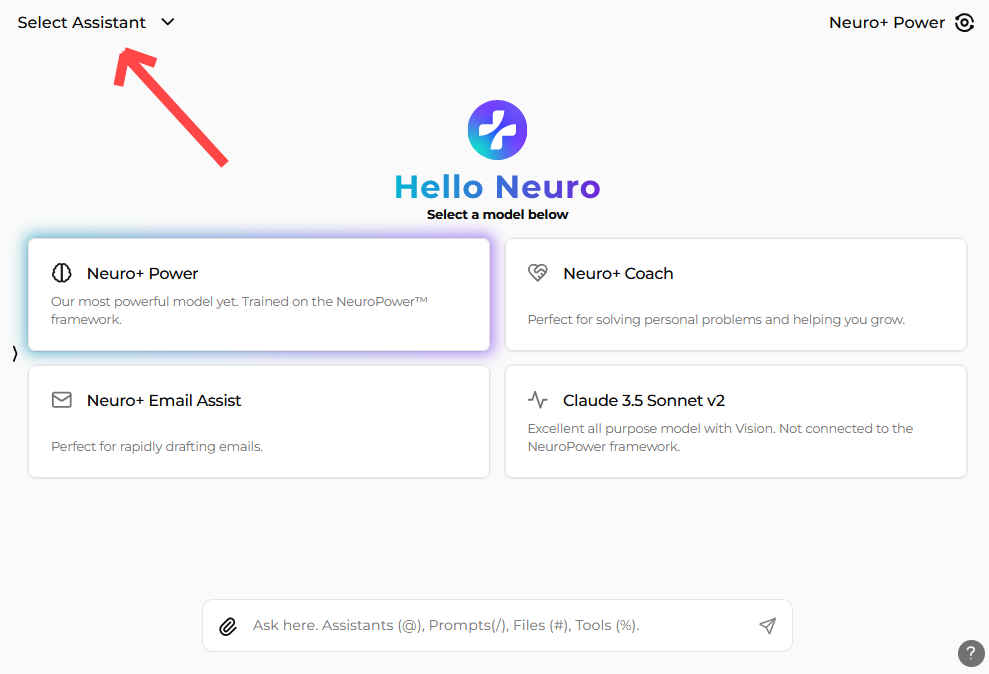 Select Assistant
Neuro+ Power
Hello Neuro
Select a model below
Neuro+ Power
Our most powerful model yet. Trained on the NeuroPower™
framework.
Neuro+ Coach
Perfect for solving personal problems and helping you grow.
Neuro+ Email Assist
Perfect for rapidly drafting emails.
Claude 3.5 Sonnet v2
Excellent all purpose model with Vision. Not connected to the
NeuroPower framework.
Ask here. Assistants (@), Prompts(/), Files (#), Tools (%).
?